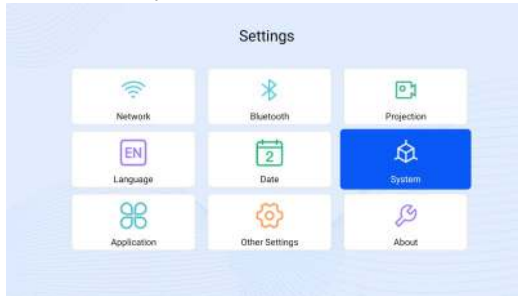 Settings
Network
Bluetooth
Projection
EN
Language
2
Date
System
Application
Other Settings
About